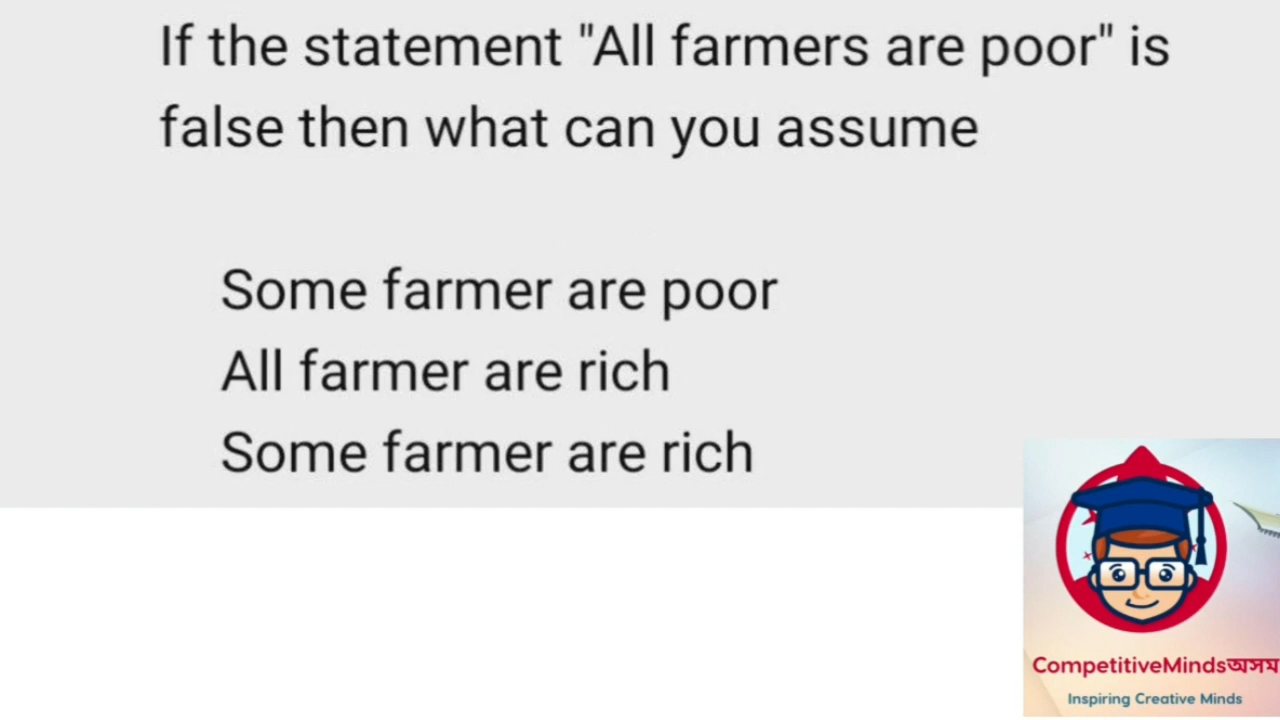 If the statement "All farmers are poor" is
false then what can you assume
Some farmer are poor
All farmer are rich
Some farmer are rich
CompetitiveMindsঅসম
Inspiring Creative Minds